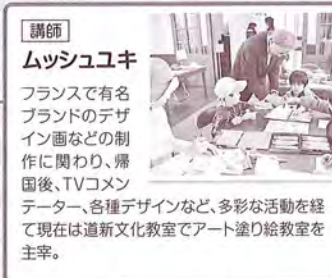 講師
ムッシュユキ
フランスで有名
ブランドのデザ
イン画などの制
作に関わり、帰
国後、TVコメン
テーター、各種デザインなど、多彩な活動を経
て現在は道新文化教室でアート塗り絵教室を
主宰。